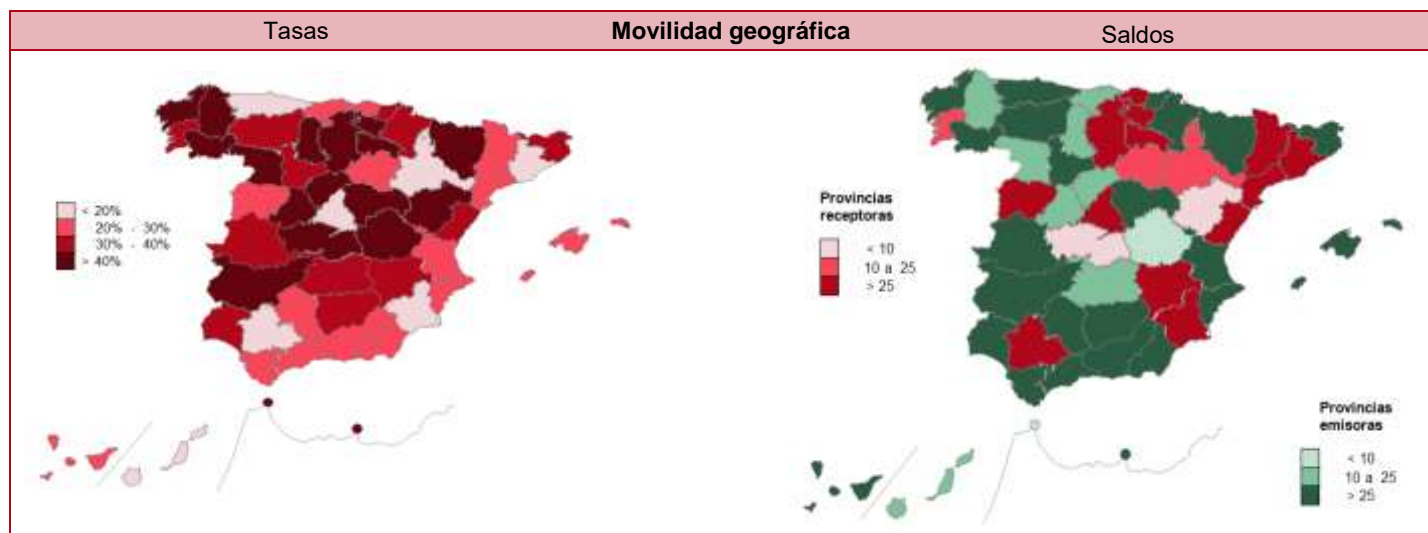 Tasas Movilidad geográfica Saldos
< 20%
20% - 30%
30% - 40%
> 40%
Provincias
receptoras
< 10
10 a 25
> 25
Provincias
emisoras
< 10
10 a 25
> 25